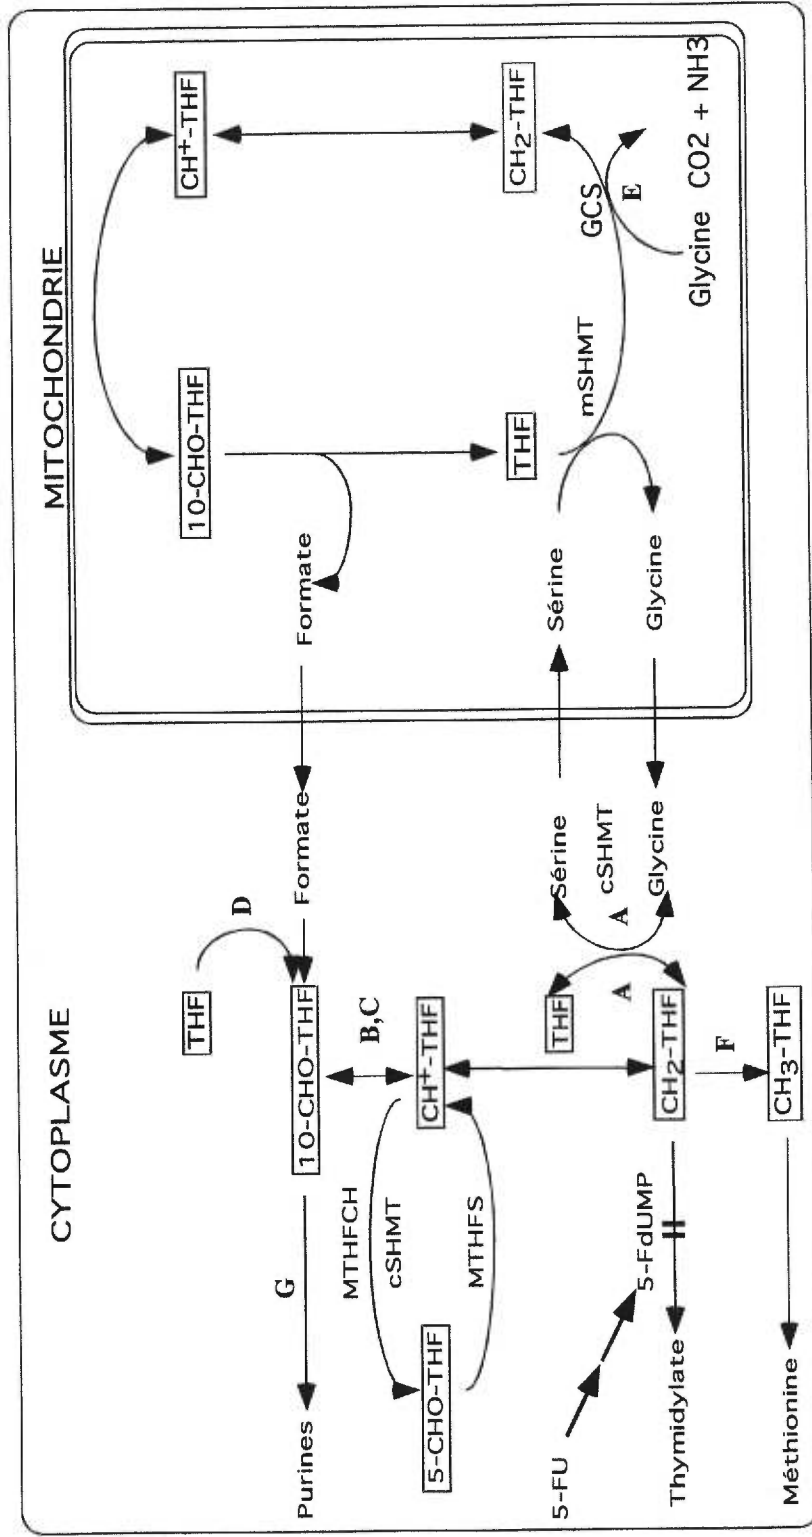 CYTOPLASME
MITOCHONDRIE
THF
D
Purines
G
10-CHO-THF
Formate
Formate
10-CHO-THF
CH+-THF
B,C
MTHFCH
cSHMT
5-CHO-THF
CH+-THF
MTHFS
5-FU
5-FdUMP
THF
A
A
Sérine
cSHMT
Glycine
Sérine
Glycine
THF
mSHMT
GCS
E
CH2-THF
Glycine CO2 + NH3
Thymidylate
CH2-THF
F
Méthionine
CH3-THF